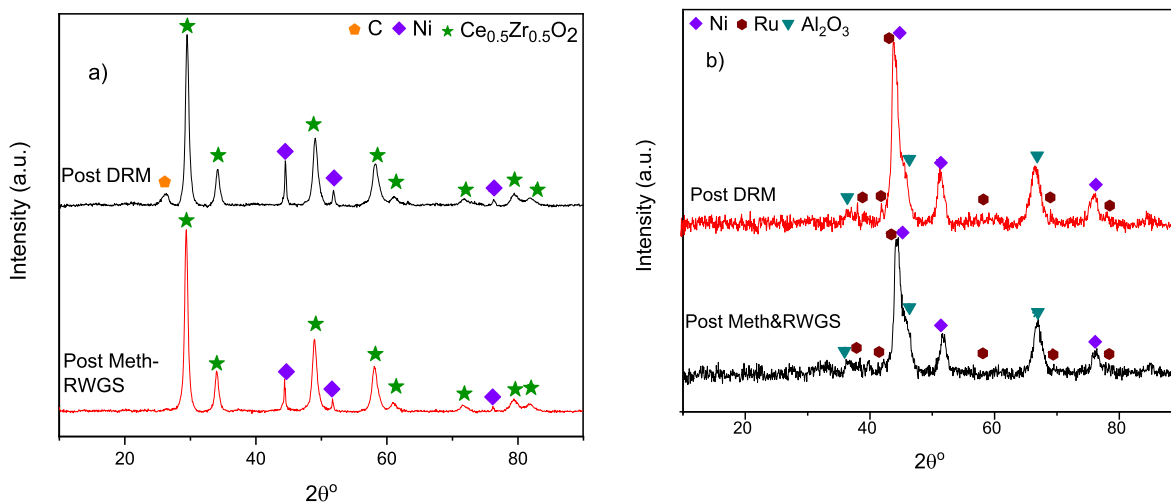 C Ni Ce0.5Zr0.5O2
a)
Post DRM
Post Meth-
RWGS
Intensity (a.u.)
20 40 60 80
2θº
Ni Ru Al2O3
b)
Post DRM
Post Meth&RWGS
Intensity (a.u.)
20 40 60 80
2θº